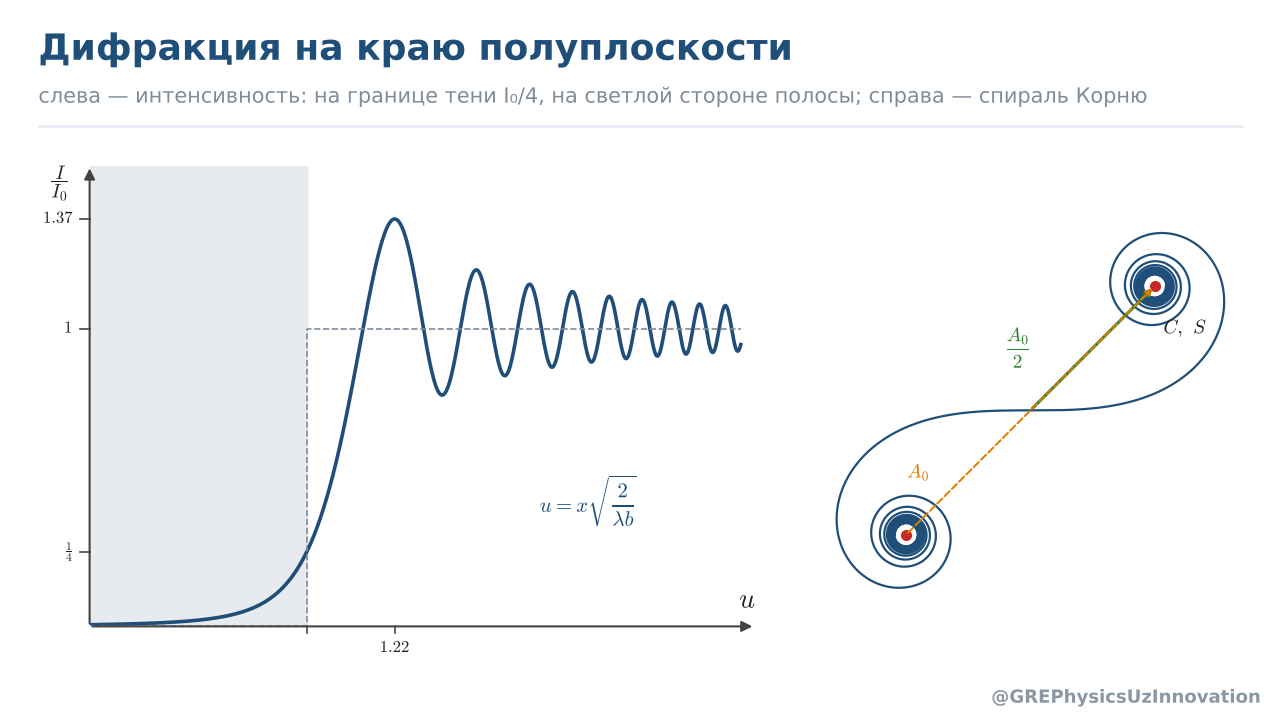 Дифракция на краю полуплоскости
слева — интенсивность: на границе тени I₀/4, на светлой стороне полосы; справа — спираль Корню
I/I₀
1.37
1
1/4
u = x√(2/λb)
u
1.22
A₀/2
C, S
A₀
@GREPhysicsUzInnovation